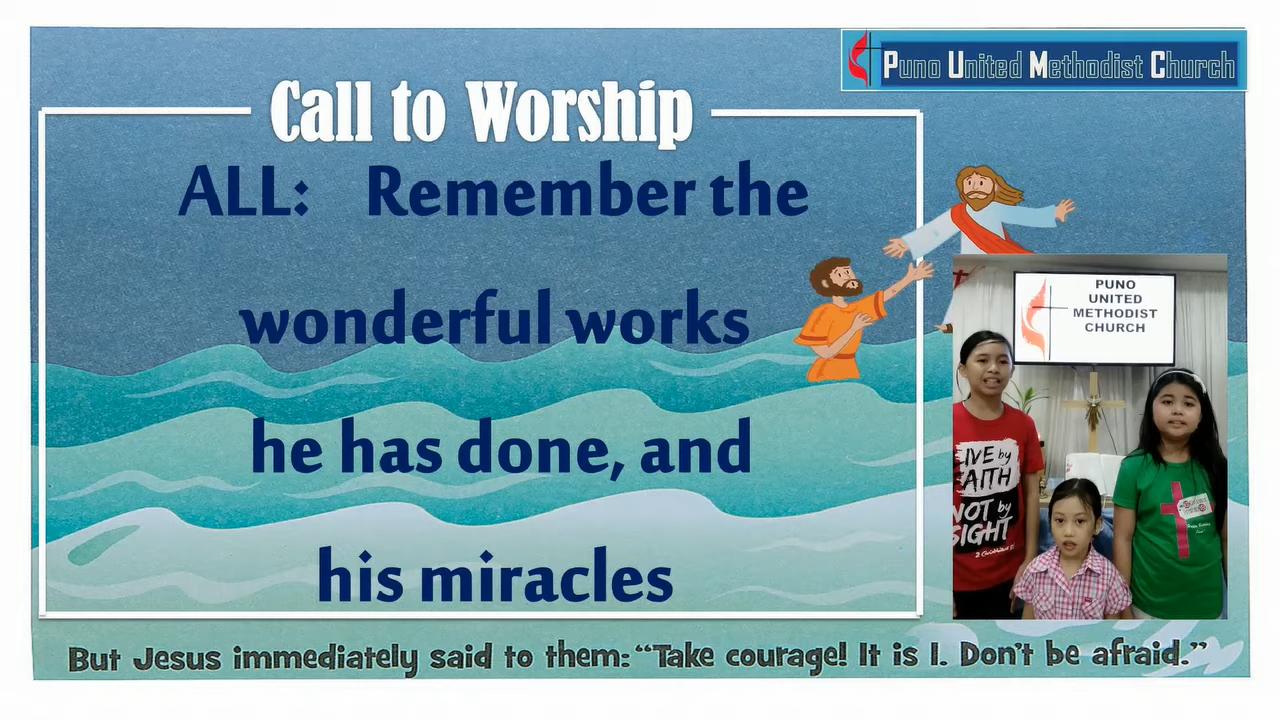 Puno United Methodist Church
Call to Worship
ALL: Remember the
wonderful works
he has done, and
his miracles
PUNO
UNITED
METHODIST
CHURCH
IVE by
AITH
NOT by
SIGHT
But Jesus immediately said to them: “Take courage! It is I. Don't be afraid.”